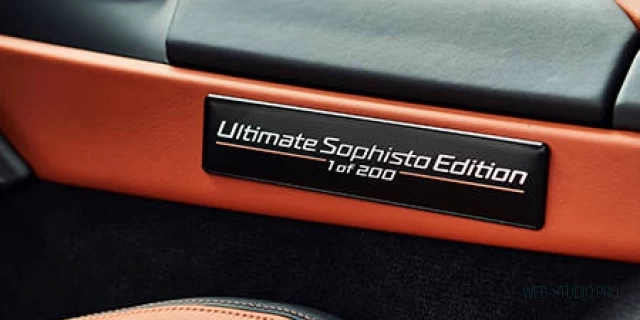 Ultimate Sophisto Edition
1 of 200
WEB-STUDIO.PRO